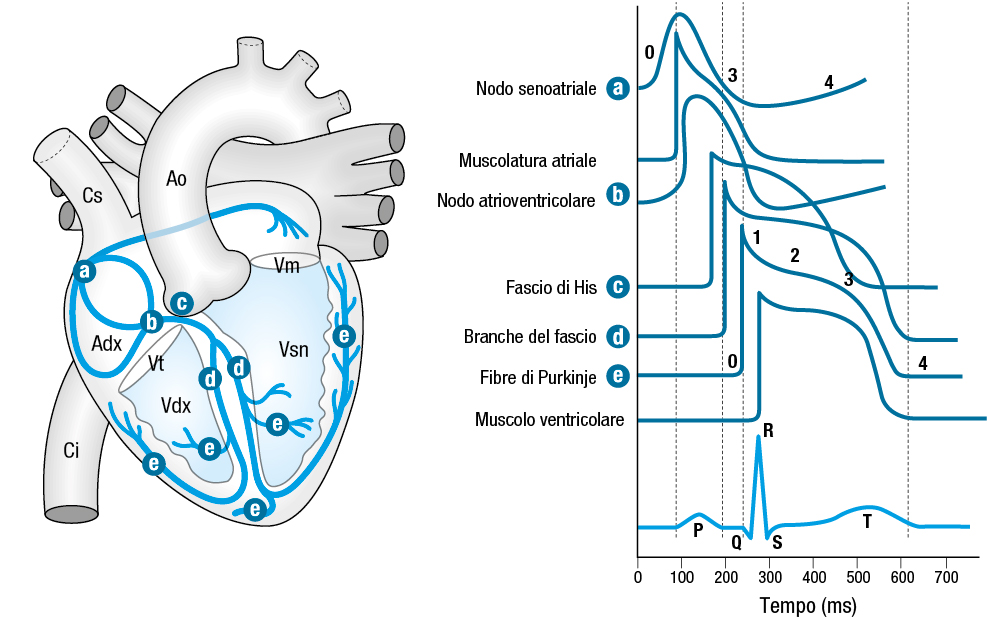 Cs
Ao
a
b
c
Adx
Vt
Vdx
Vm
Vsn
d
d
e
e
e
e
e
Ci
Nodo senoatriale a
Muscolatura atriale
Nodo atrioventricolare b
Fascio di His c
Branche del fascio d
Fibre di Purkinje e
Muscolo ventricolare
0
3
4
1
2
3
0
4
R
P
Q
S
T
0 100 200 300 400 500 600 700
Tempo (ms)